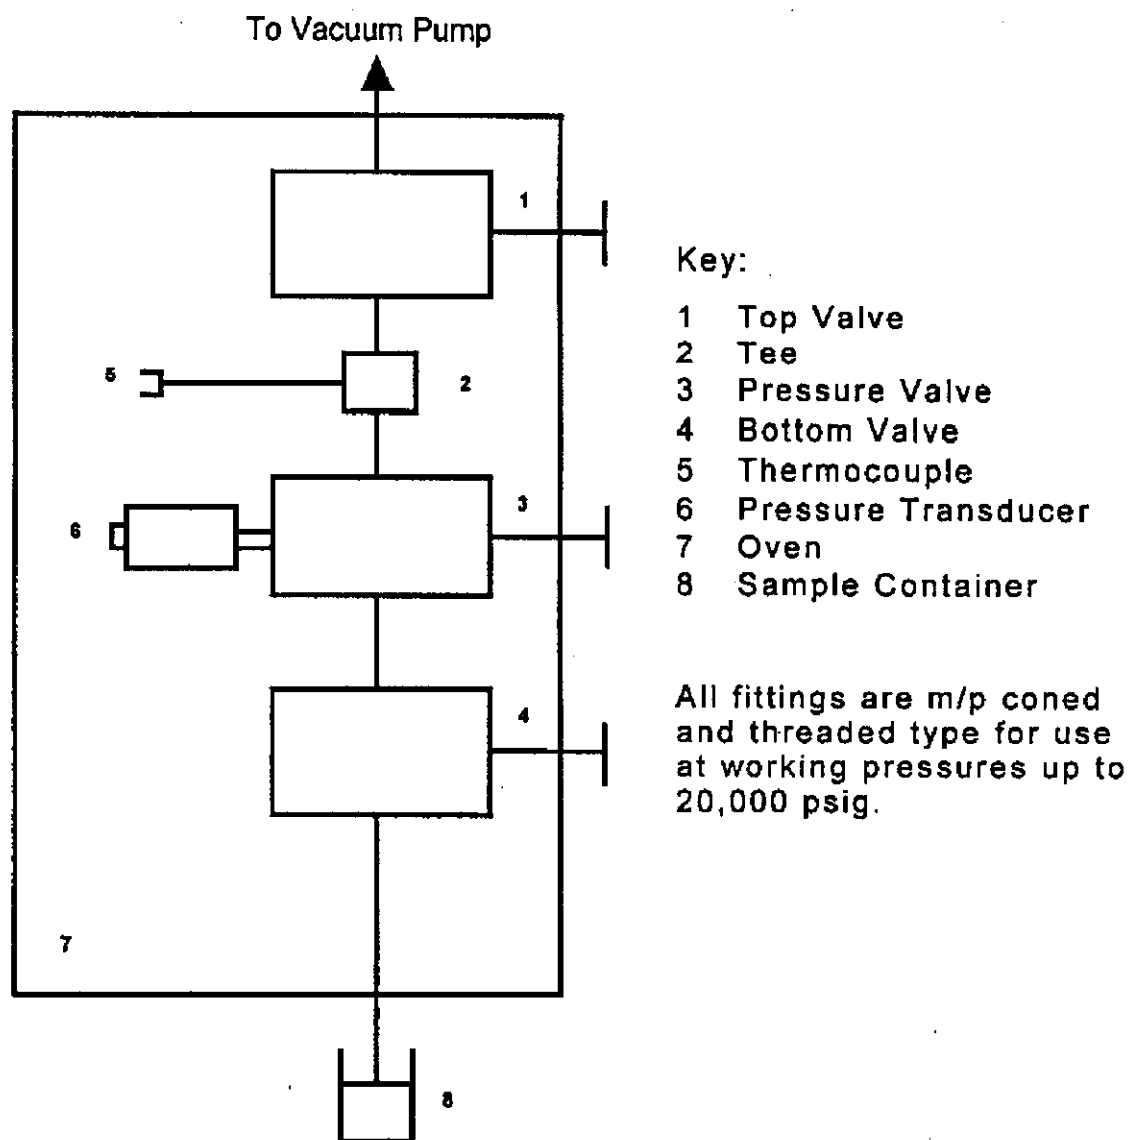 To Vacuum Pump
1
5
2
6
3
4
7
8
Key:
1 Top Valve
2 Tee
3 Pressure Valve
4 Bottom Valve
5 Thermocouple
6 Pressure Transducer
7 Oven
8 Sample Container
All fittings are m/p coned
and threaded type for use
at working pressures up to
20,000 psig.